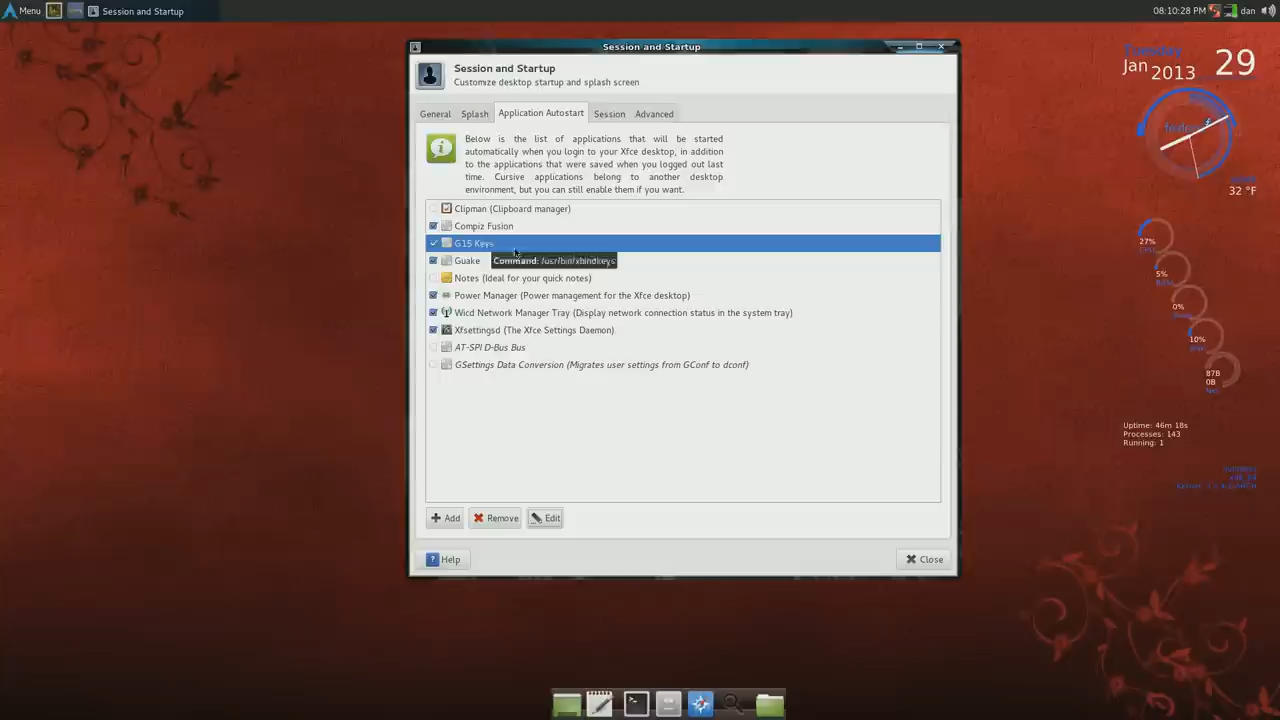 Menu
Session and Startup
08:10:28 PM
dan
Session and Startup
Session and Startup
Customize desktop startup and splash screen
General
Splash
Application Autostart
Session
Advanced
Below is the list of applications that will be started
automatically when you login to your Xfce desktop, in addition
to the applications that were saved when you logged out last
time. Cursive applications belong to another desktop
environment, but you can still enable them if you want.
Clipman (Clipboard manager)
Compiz Fusion
G15 Keys
Guake
Command: /usr/bin/xbindkeys
Notes (Ideal for your quick notes)
Power Manager (Power management for the Xfce desktop)
Wicd Network Manager Tray (Display network connection status in the system tray)
Xfsettingsd (The Xfce Settings Daemon)
AT-SPI D-Bus Bus
GSettings Data Conversion (Migrates user settings from GConf to dconf)
Add
Remove
Edit
Help
Close
Tuesday
Jan 2013 29
32 °F
27%
5%
0%
10%
87B
0B
Uptime: 46m 18s
Processes: 143
Running: 1